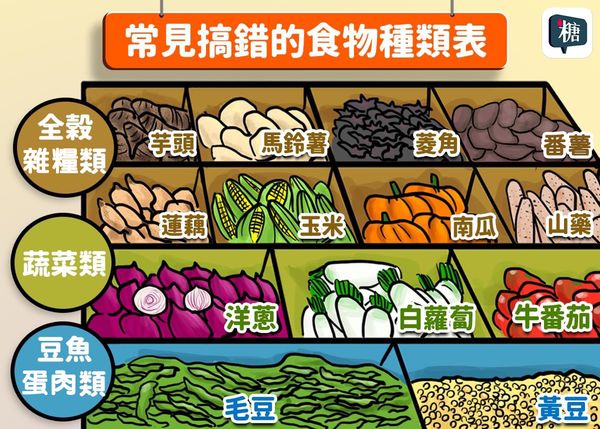 常見搞錯的食物種類表
糖
全穀
雜糧類
芋頭
馬鈴薯
菱角
番薯
蓮藕
玉米
南瓜
山藥
蔬菜類
洋蔥
白蘿蔔
牛番茄
豆魚
蛋肉類
毛豆
黃豆